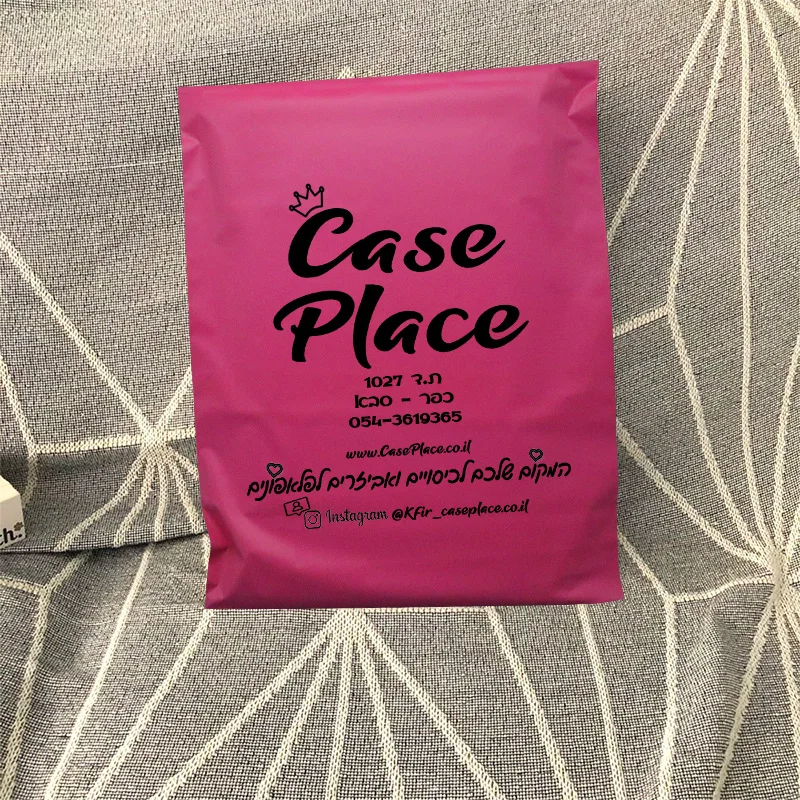 Case
Place
ת.ד 1027
כפר - סבא
054-3619365
www.CasePlace.co.il
המקום שלכם לכיסויים ואביזרים לפלאפונים
Instagram @Kfir_caseplace.co.il